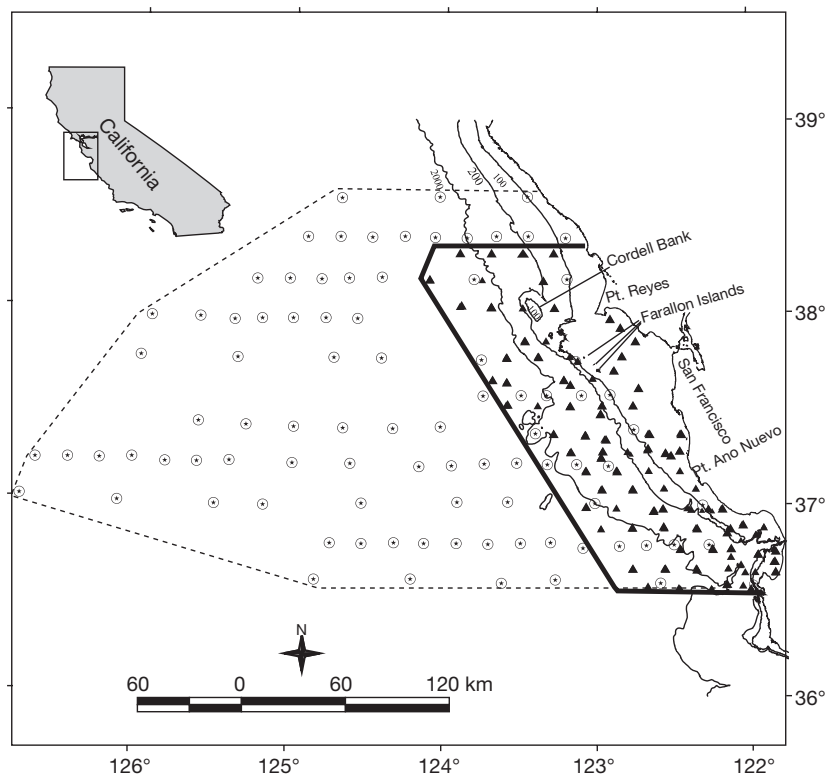 California
39°
2000
200
100
Cordell Bank
Pt. Reyes
Farallon Islands
100
38°
San Francisco
Pt. Ano Nuevo
37°
N
60 0 60 120 km
36°
126° 125° 124° 123° 122°